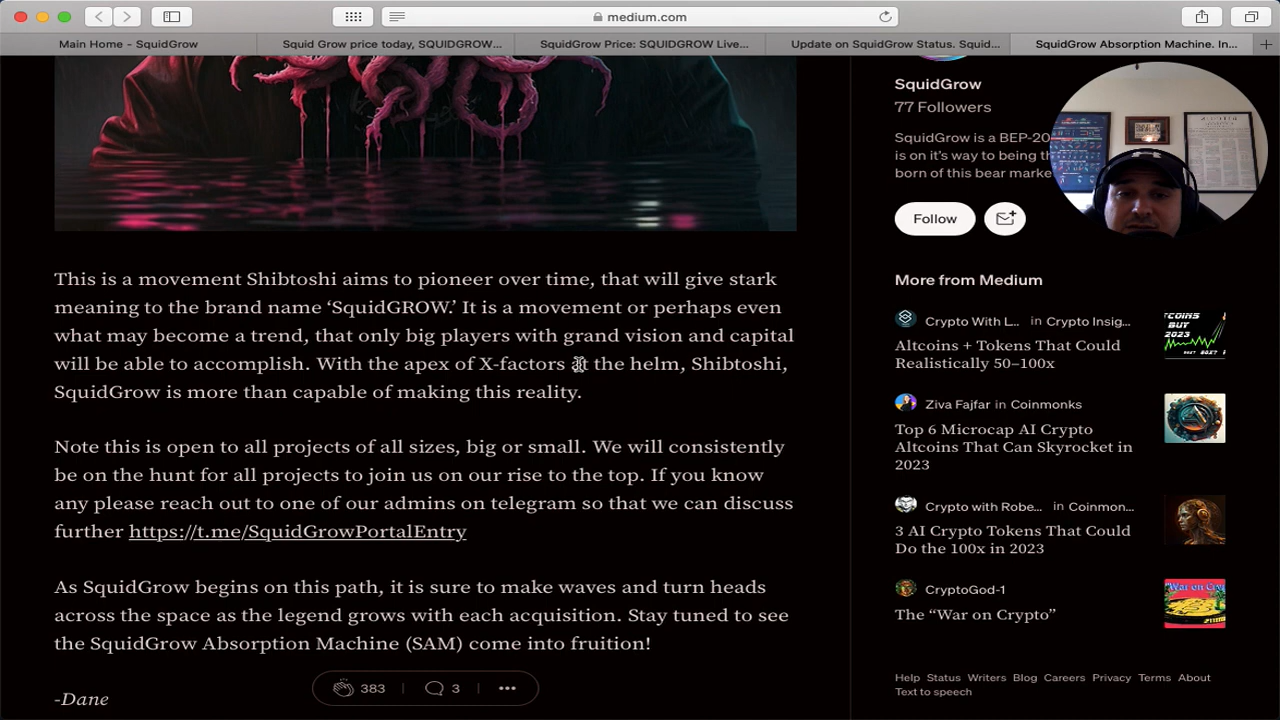 medium.com
Main Home - SquidGrow
Squid Grow price today, SQUIDGROW...
SquidGrow Price: SQUIDGROW Live...
Update on SquidGrow Status. Squid...
SquidGrow Absorption Machine. In...
This is a movement Shibtoshi aims to pioneer over time, that will give stark
meaning to the brand name ‘SquidGROW.’ It is a movement or perhaps even
what may become a trend, that only big players with grand vision and capital
will be able to accomplish. With the apex of X-factors at the helm, Shibtoshi,
SquidGrow is more than capable of making this reality.
Note this is open to all projects of all sizes, big or small. We will consistently
be on the hunt for all projects to join us on our rise to the top. If you know
any please reach out to one of our admins on telegram so that we can discuss
further https://t.me/SquidGrowPortalEntry
As SquidGrow begins on this path, it is sure to make waves and turn heads
across the space as the legend grows with each acquisition. Stay tuned to see
the SquidGrow Absorption Machine (SAM) come into fruition!
-Dane
383
3
SquidGrow
77 Followers
SquidGrow is a BEP-20
is on it's way to being th
born of this bear marke
Follow
More from Medium
Crypto With L... in Crypto Insig...
Altcoins + Tokens That Could
Realistically 50–100x
Ziva Fajfar in Coinmonks
Top 6 Microcap AI Crypto
Altcoins That Can Skyrocket in
2023
Crypto with Robe... in Coinmon...
3 AI Crypto Tokens That Could
Do the 100x in 2023
CryptoGod-1
The “War on Crypto”
Help Status Writers Blog Careers Privacy Terms About
Text to speech